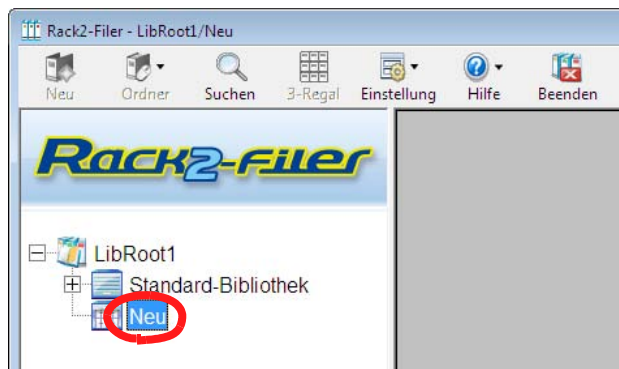 Rack2-Filer - LibRoot1/Neu
Neu Ordner Suchen 3-Regal Einstellung Hilfe Beenden
Rack2-Filer
LibRoot1
Standard-Bibliothek
Neu